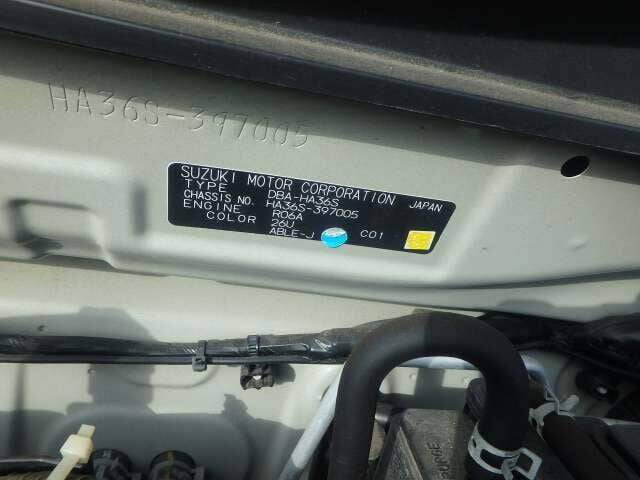 HA36S-397005
SUZUKI MOTOR CORPORATION JAPAN
TYPE DBA-HA36S
CHASSIS NO. HA36S-397005
ENGINE R06A
COLOR 26U
ABLE-J C01
PURGE